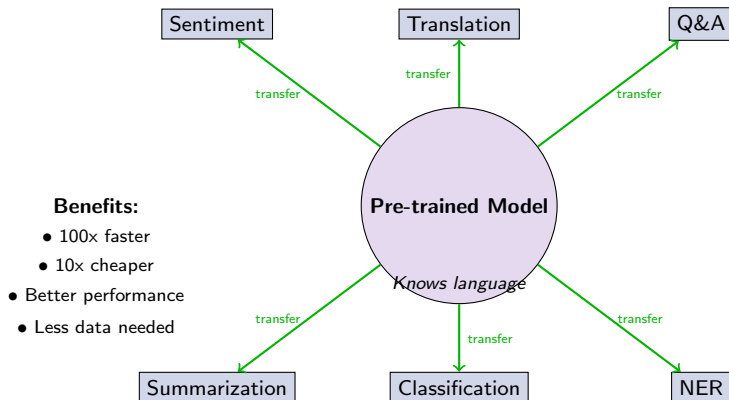 Sentiment
Translation
Q&A
transfer
transfer
transfer
Pre-trained Model
Knows language
Benefits:
• 100x faster
• 10x cheaper
• Better performance
• Less data needed
transfer
transfer
transfer
Summarization
Classification
NER